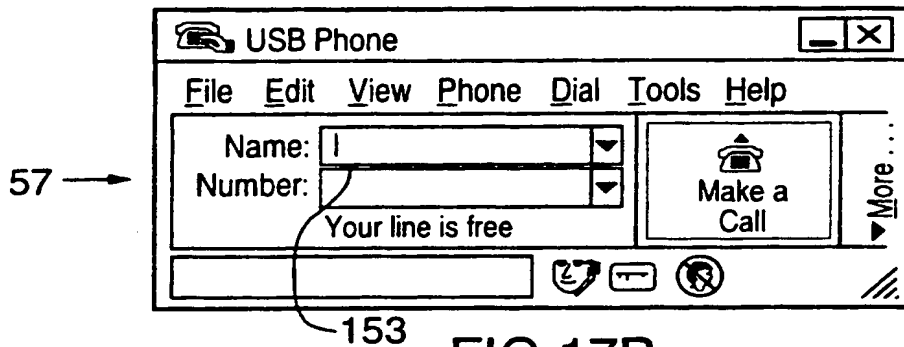 USB Phone
File Edit View Phone Dial Tools Help
Name:
Number:
Your line is free
Make a
Call
More...
57
153